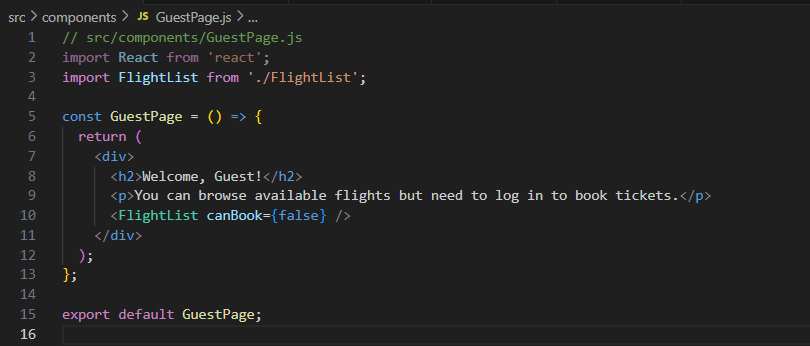 src > components > JS GuestPage.js > ...
1 // src/components/GuestPage.js
2 import React from 'react';
3 import FlightList from './FlightList';
4
5 const GuestPage = () => {
6   return (
7     <div>
8       <h2>Welcome, Guest!</h2>
9       <p>You can browse available flights but need to log in to book tickets.</p>
10       <FlightList canBook={false} />
11     </div>
12   );
13 };
14
15 export default GuestPage;
16